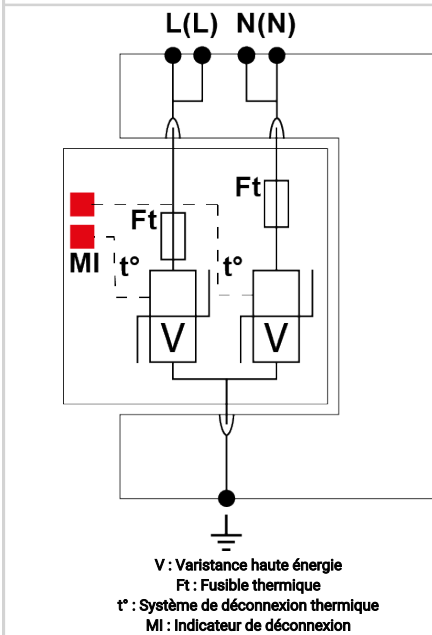 L(L) N(N)
Ft
Ft
MI
t°
t°
V
V
V : Varistance haute énergie
Ft : Fusible thermique
t° : Système de déconnexion thermique
MI : Indicateur de déconnexion